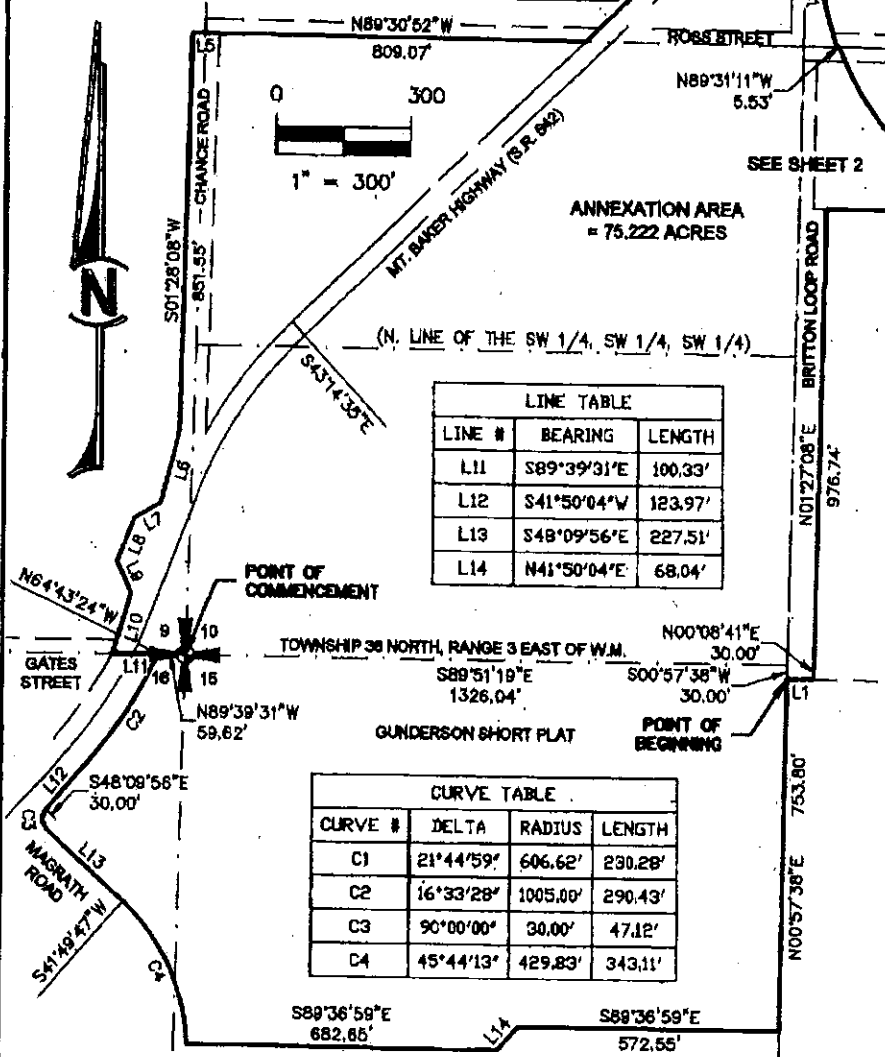 N89°30'52"W
809.07'
L5
ROSS STREET
N89°31'11"W
5.53'
0 300
1" = 300'
SEE SHEET 2
CHANCE ROAD
S01°28'08"W
851.55'
MT. BAKER HIGHWAY (S.R. 542)
ANNEXATION AREA
= 75.222 ACRES
N
BRITTON LOOP ROAD
(N. LINE OF THE SW 1/4, SW 1/4, SW 1/4)
S43°14'35"E
N01°27'08"E
976.74'
LINE TABLE
LINE # BEARING LENGTH
L11 S89°39'31"E 100.33'
L12 S41°50'04"W 123.97'
L13 S48°09'56"E 227.51'
L14 N41°50'04"E 68.04'
L6
L7
L8
L9
L10
N64°43'24"W
POINT OF
COMMENCEMENT
9 10
16 15
L11
GATES
STREET
TOWNSHIP 38 NORTH, RANGE 3 EAST OF W.M.
S89°51'19"E
1326.04'
N00°08'41"E
30.00'
S00°57'38"W
30.00'
L1
POINT OF
BEGINNING
N89°39'31"W
59.62'
GUNDERSON SHORT PLAT
C2
L12
S48°09'56"E
30.00'
C3
L13
MAGRATH
ROAD
S41°49'47"W
C4
CURVE TABLE
CURVE # DELTA RADIUS LENGTH
C1 21°44'59" 606.62' 230.28'
C2 16°33'28" 1005.00' 290.43'
C3 90°00'00" 30.00' 47.12'
C4 45°44'13" 429.83' 343.11'
753.80'
N00°57'38"E
S89°36'59"E
682.65'
L14
S89°36'59"E
572.55'